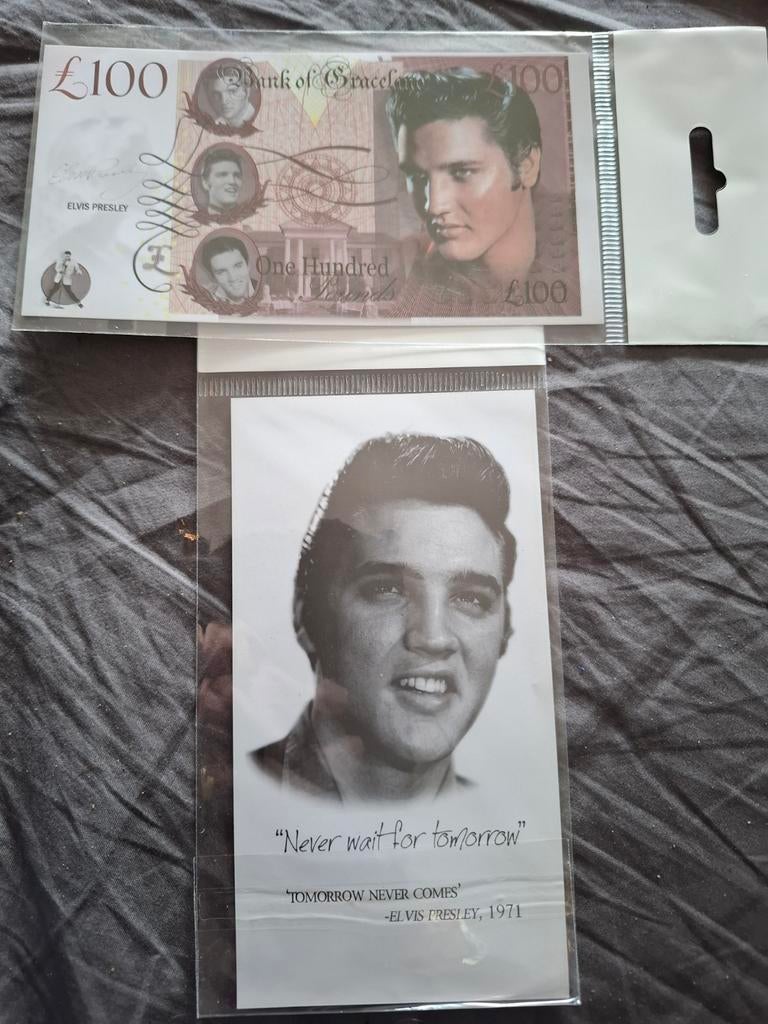 £100
Bank of Graceland
£100
ELVIS PRESLEY
£
One Hundred
Pounds
£100
"Never wait for tomorrow"
'TOMORROW NEVER COMES'
-ELVIS PRESLEY, 1971